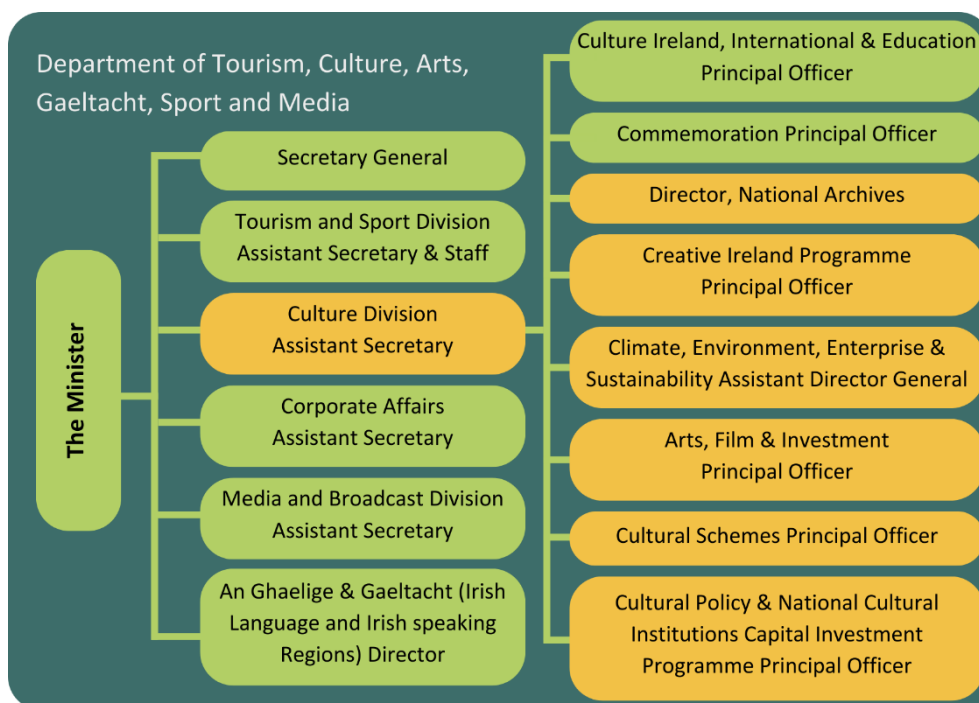 Department of Tourism, Culture, Arts,
Gaeltacht, Sport and Media
The Minister
Secretary General
Tourism and Sport Division
Assistant Secretary & Staff
Culture Division
Assistant Secretary
Corporate Affairs
Assistant Secretary
Media and Broadcast Division
Assistant Secretary
An Ghaelige & Gaeltacht (Irish
Language and Irish speaking
Regions) Director
Culture Ireland, International & Education
Principal Officer
Commemoration Principal Officer
Director, National Archives
Creative Ireland Programme
Principal Officer
Climate, Environment, Enterprise &
Sustainability Assistant Director General
Arts, Film & Investment
Principal Officer
Cultural Schemes Principal Officer
Cultural Policy & National Cultural
Institutions Capital Investment
Programme Principal Officer